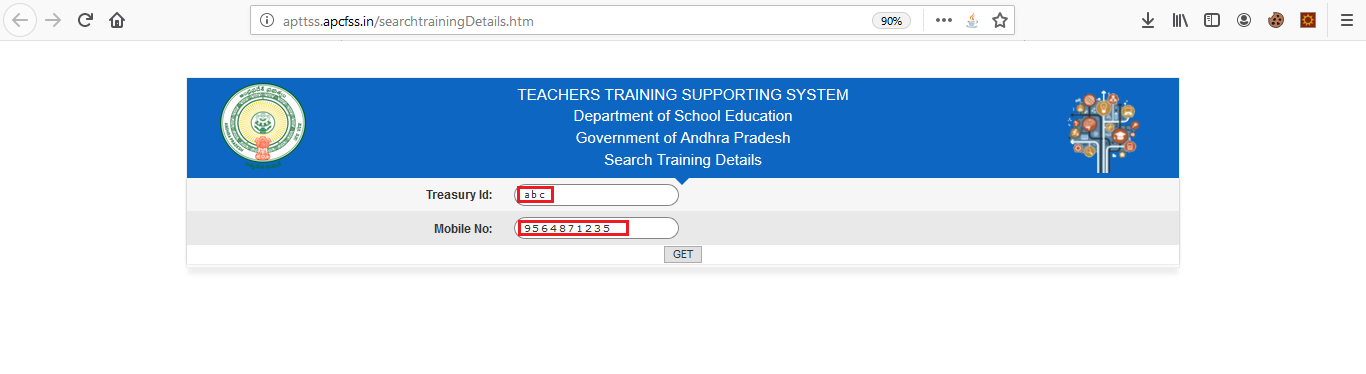 apttss.apcfss.in/searchtrainingDetails.htm 90%
TEACHERS TRAINING SUPPORTING SYSTEM
Department of School Education
Government of Andhra Pradesh
Search Training Details
Treasury Id: abc
Mobile No: 9564871235
GET